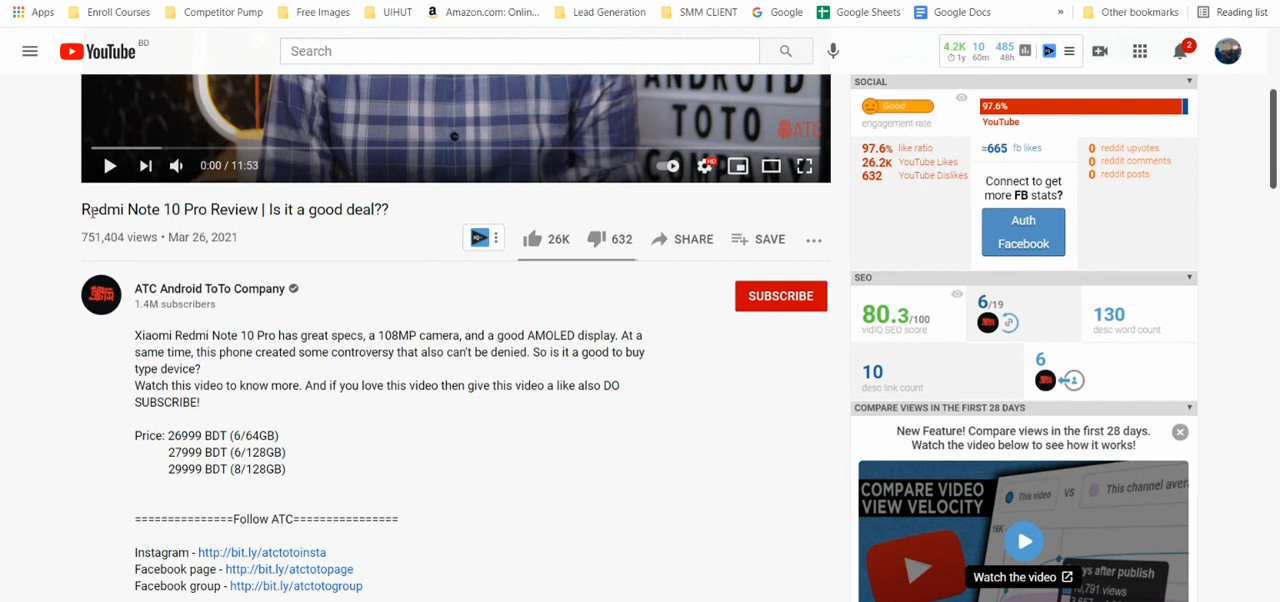 Apps Enroll Courses Competitor Pump Free Images UIHUT Amazon.com: Onlin... Lead Generation SMM CLIENT Google Google Sheets Google Docs » Other bookmarks Reading list
YouTube BD
Search
4.2K 10 485
1y 60m 48h
2
ANDROID
TOTO
ATC
COMPANY
0:00 / 11:53
HD
Redmi Note 10 Pro Review | Is it a good deal??
751,404 views • Mar 26, 2021
26K 632 SHARE SAVE ...
ATC Android ToTo Company
1.4M subscribers
SUBSCRIBE
Xiaomi Redmi Note 10 Pro has great specs, a 108MP camera, and a good AMOLED display. At a
same time, this phone created some controversy that also can't be denied. So is it a good to buy
type device?
Watch this video to know more. And if you love this video then give this video a like also DO
SUBSCRIBE!
Price: 26999 BDT (6/64GB)
27999 BDT (6/128GB)
29999 BDT (8/128GB)
===============Follow ATC================
Instagram - http://bit.ly/atctotoinsta
Facebook page - http://bit.ly/atctotopage
Facebook group - http://bit.ly/atctotogroup
SOCIAL
Good
engagement rate
97.6%
YouTube
97.6% like ratio
26.2K YouTube Likes
632 YouTube Dislikes
≈665 fb likes
Connect to get
more FB stats?
Auth
Facebook
0 reddit upvotes
0 reddit comments
0 reddit posts
SEO
80.3/100
vidIQ SEO score
6/19
130
desc word count
10
desc link count
6
COMPARE VIEWS IN THE FIRST 28 DAYS
New Feature! Compare views in the first 28 days.
Watch the video below to see how it works!
COMPARE VIDEO
VIEW VELOCITY
This video VS This channel avera
Watch the video
ys after publish
10,791 views